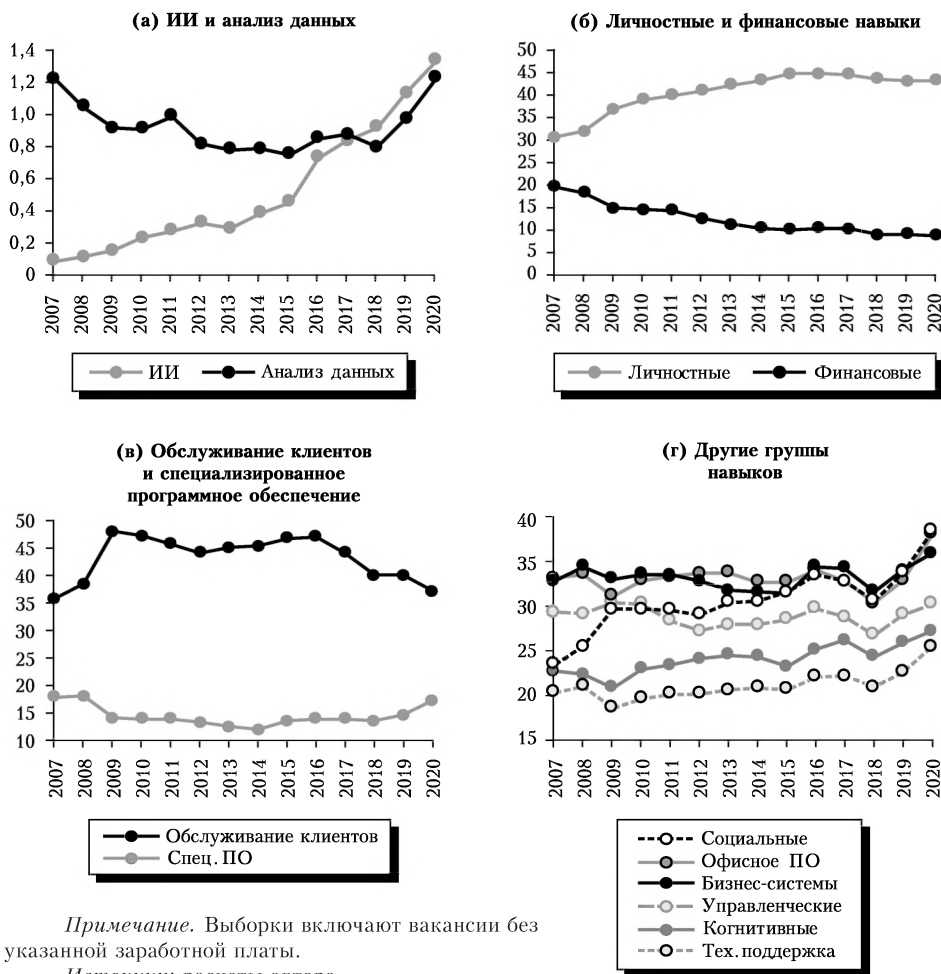 (а) ИИ и анализ данных
1,4
1,2
1,0
0,8
0,6
0,4
0,2
0
2007 2008 2009 2010 2011 2012 2013 2014 2015 2016 2017 2018 2019 2020
ИИ Анализ данных
(б) Личностные и финансовые навыки
50
45
40
35
30
25
20
15
10
5
0
2007 2008 2009 2010 2011 2012 2013 2014 2015 2016 2017 2018 2019 2020
Личностные Финансовые
(в) Обслуживание клиентов
и специализированное
программное обеспечение
50
45
40
35
30
25
20
15
10
2007 2008 2009 2010 2011 2012 2013 2014 2015 2016 2017 2018 2019 2020
Обслуживание клиентов
Спец. ПО
(г) Другие группы
навыков
40
35
30
25
20
15
2007 2008 2009 2010 2011 2012 2013 2014 2015 2016 2017 2018 2019 2020
Социальные
Офисное ПО
Бизнес-системы
Управленческие
Когнитивные
Тех.поддержка
Примечание. Выборки включают вакансии без
указанной заработной платы.